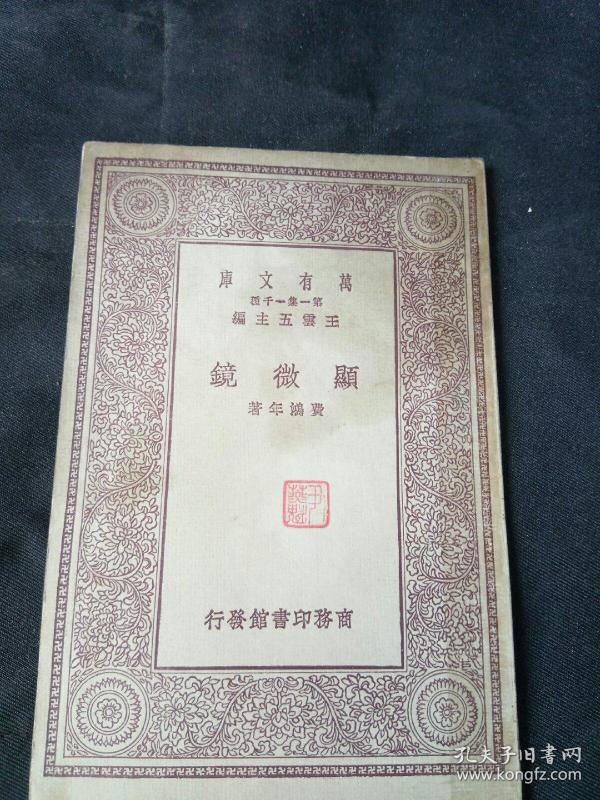 萬有文庫
第一集一千種
王雲五主編
顯微鏡
費鴻年著
商務印書館發行
孔夫子旧书网
www.kongfz.com